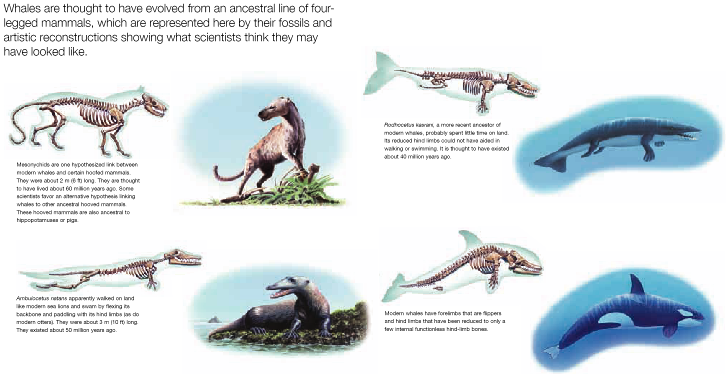 Whales are thought to have evolved from an ancestral line of four-
legged mammals, which are represented here by their fossils and
artistic reconstructions showing what scientists think they may
have looked like.
Mesonychids are one hypothesized link between
modern whales and certain hoofed mammals.
They were about 2 m (6 ft) long. They are thought
to have lived about 60 million years ago. Some
scientists favor an alternative hypothesis linking
whales to other ancestral hooved mammals.
These hooved mammals are also ancestral to
hippopotamuses or pigs.
Ambulocetus natans apparently walked on land
like modern sea lions and swam by flexing its
backbone and paddling with its hind limbs (as do
modern otters). They were about 3 m (10 ft) long.
They existed about 50 million years ago.
Rodhocetus kasrani, a more recent ancestor of
modern whales, probably spent little time on land.
Its reduced hind limbs could not have aided in
walking or swimming. It is thought to have existed
about 40 million years ago.
Modern whales have forelimbs that are flippers
and hind limbs that have been reduced to only a
few internal functionless hind-limb bones.